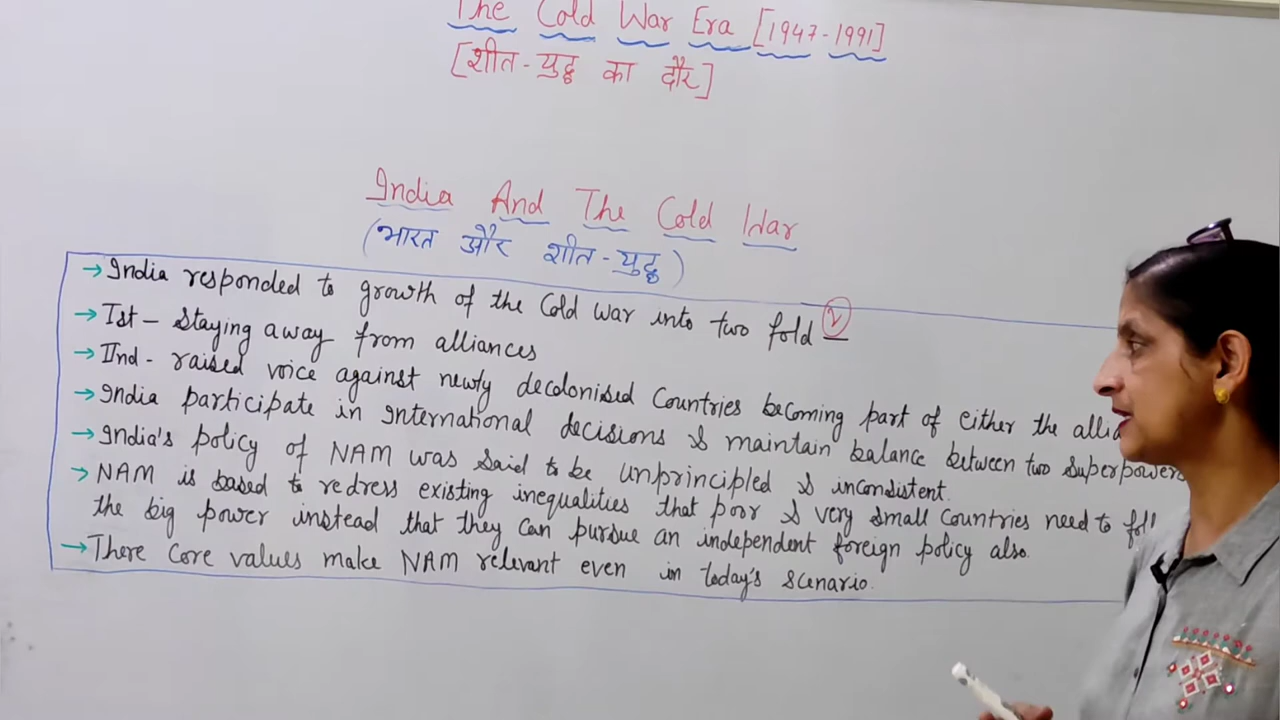 The Cold War Era [1947-1991]
[शीत-युद्ध का दौर]
India And The Cold War
(भारत और शीत-युद्ध)
→ India responded to growth of the Cold War into two fold 2
→ Ist – Staying away from alliances
→ IInd - raised voice against newly decolonised Countries becoming part of either the
→ India participate in International decisions & maintain balance between two Superpowers
→ India's policy of NAM was said to be unprincipled & inconsistent.
→ NAM is based to redress existing inequalities that poor & very small countries need to
the big power instead that they can pursue an independent foreign policy also.
→ There Core values make NAM relevant even in today's scenario.